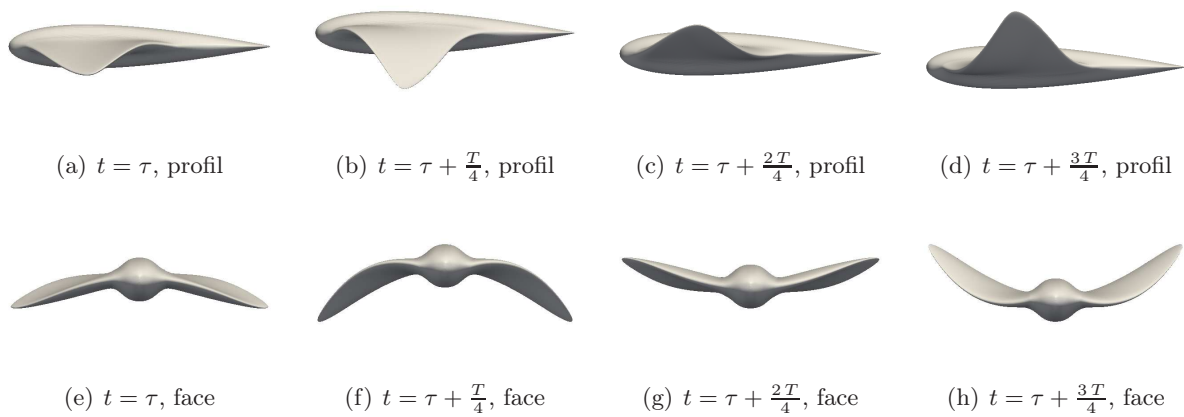 (a) t = τ, profil
(b) t = τ + T/4, profil
(c) t = τ + 2T/4, profil
(d) t = τ + 3T/4, profil
(e) t = τ, face
(f) t = τ + T/4, face
(g) t = τ + 2T/4, face
(h) t = τ + 3T/4, face